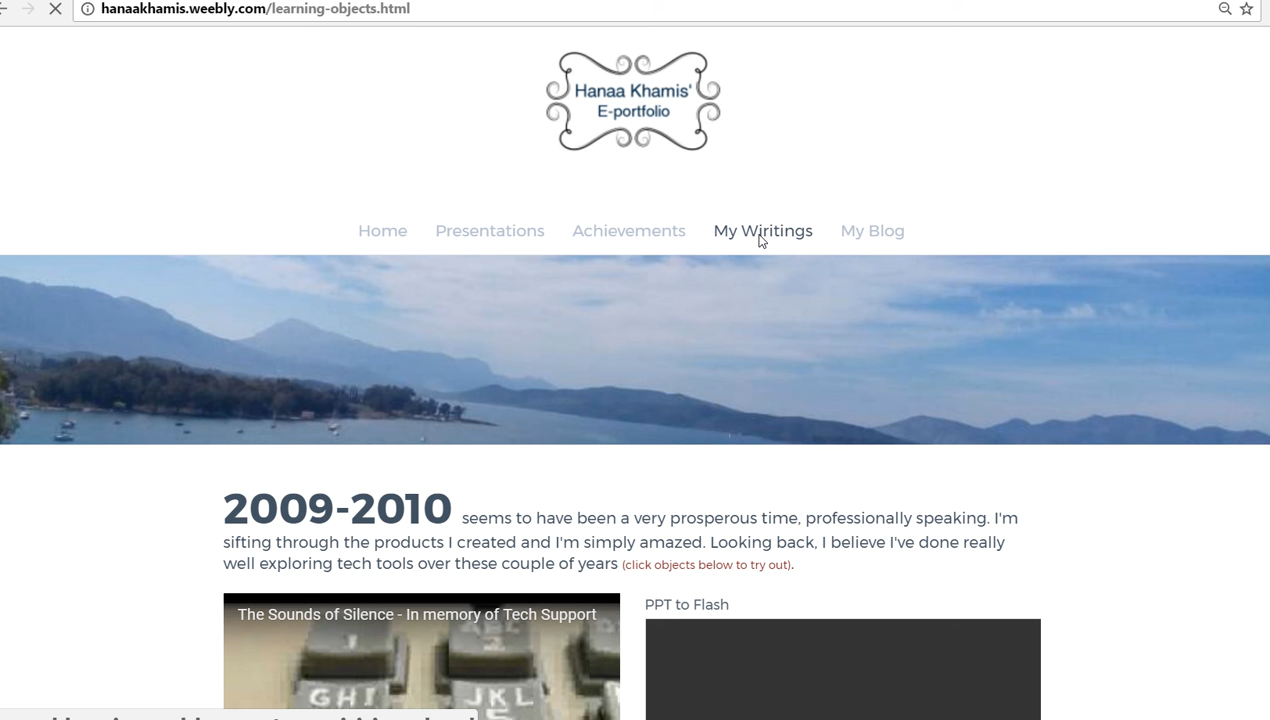 hanaakhamis.weebly.com/learning-objects.html
Hanaa Khamis'
E-portfolio
Home Presentations Achievements My Wiritings My Blog
2009-2010 seems to have been a very prosperous time, professionally speaking. I'm
sifting through the products I created and I'm simply amazed. Looking back, I believe I've done really
well exploring tech tools over these couple of years (click objects below to try out).
The Sounds of Silence - In memory of Tech Support
PPT to Flash
GHI JKL